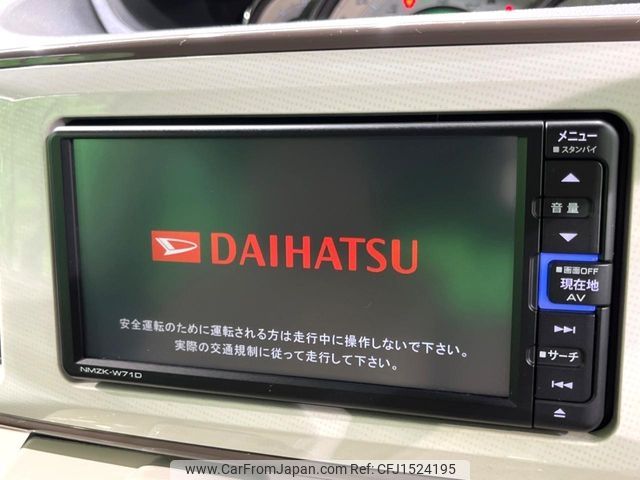 メニュー
■ スタンバイ
音量
DAIHATSU
■ 画面OFF
現在地
AV
安全運転のために運転される方は走行中に操作しないで下さい。
実際の交通規制に従って走行して下さい。
■ サーチ
NMZK-W71D
www.CarFromJapan.com - CFJ1524195